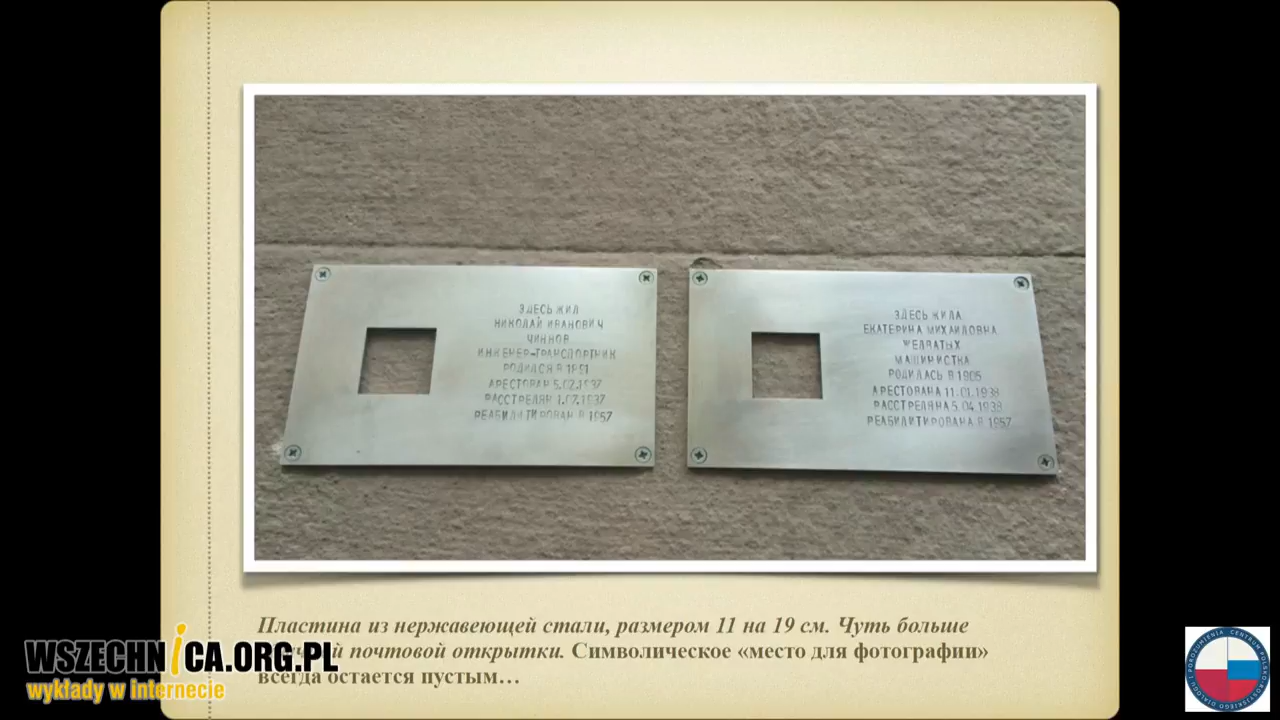 ЗДЕСЬ ЖИЛ
НИКОЛАЙ ИВАНОВИЧ
ЧИННОВ
ИНЖЕНЕР-ТРАНСПОРТНИК
РОДИЛСЯ В 1891
АРЕСТОВАН 5.02.1937
РАССТРЕЛЯН 1.07.1937
РЕАБИЛИТИРОВАН В 1957
ЗДЕСЬ ЖИЛА
ЕКАТЕРИНА МИХАЙЛОВНА
ЖЕЛВАТЫХ
МАШИНИСТКА
РОДИЛАСЬ В 1905
АРЕСТОВАНА 11.01.1938
РАССТРЕЛЯНА 5.04.1938
РЕАБИЛИТИРОВАНА В 1957
Пластина из нержавеющей стали, размером 11 на 19 см. Чуть больше
почтовой открытки. Символическое «место для фотографии»
всегда остается пустым…
WSZECHNICA.ORG.PL
wykłady w internecie